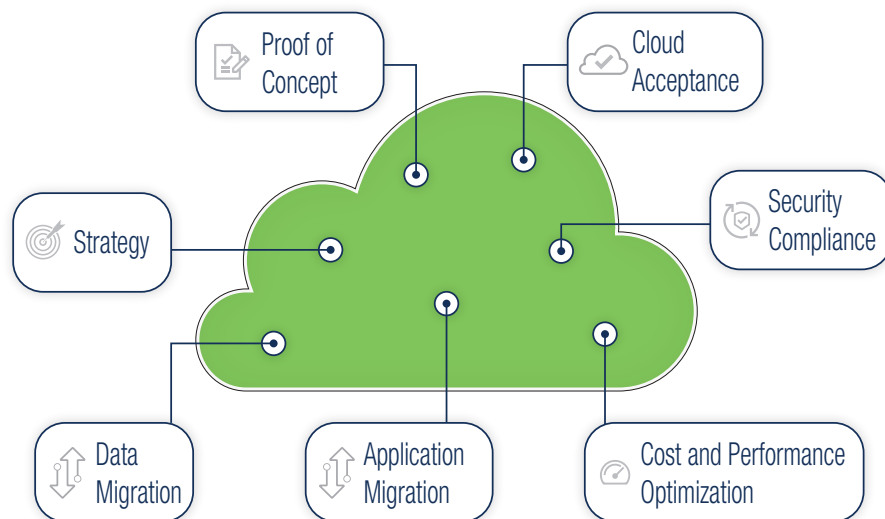 Proof of
Concept
Cloud
Acceptance
Strategy
Security
Compliance
Data
Migration
Application
Migration
Cost and Performance
Optimization